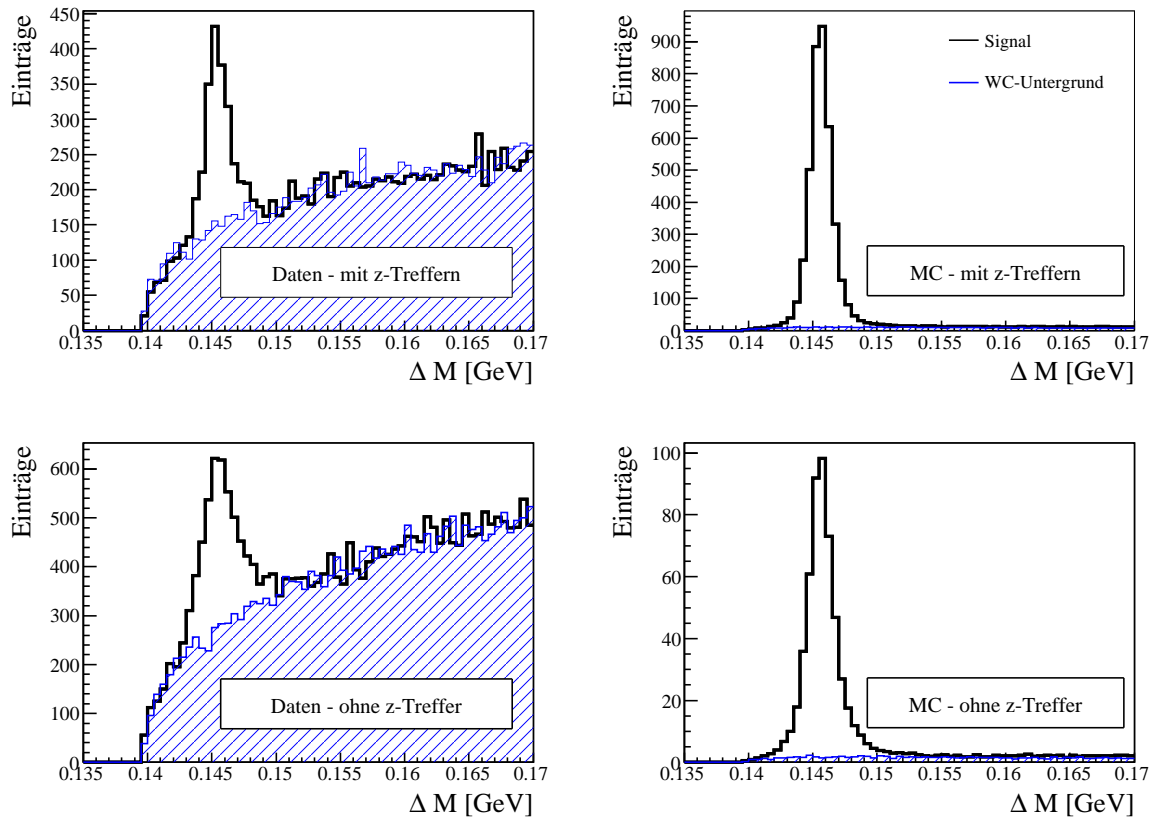 Einträge
450
400
350
300
250
200
150
100
50
0
Daten - mit z-Treffern
0.135 0.14 0.145 0.15 0.155 0.16 0.165 0.17
Δ M [GeV]
Einträge
900
800
700
600
500
400
300
200
100
0
Signal
WC-Untergrund
MC - mit z-Treffern
0.135 0.14 0.145 0.15 0.155 0.16 0.165 0.17
Δ M [GeV]
Einträge
600
500
400
300
200
100
0
Daten - ohne z-Treffer
0.135 0.14 0.145 0.15 0.155 0.16 0.165 0.17
Δ M [GeV]
Einträge
100
80
60
40
20
0
MC - ohne z-Treffer
0.135 0.14 0.145 0.15 0.155 0.16 0.165 0.17
Δ M [GeV]